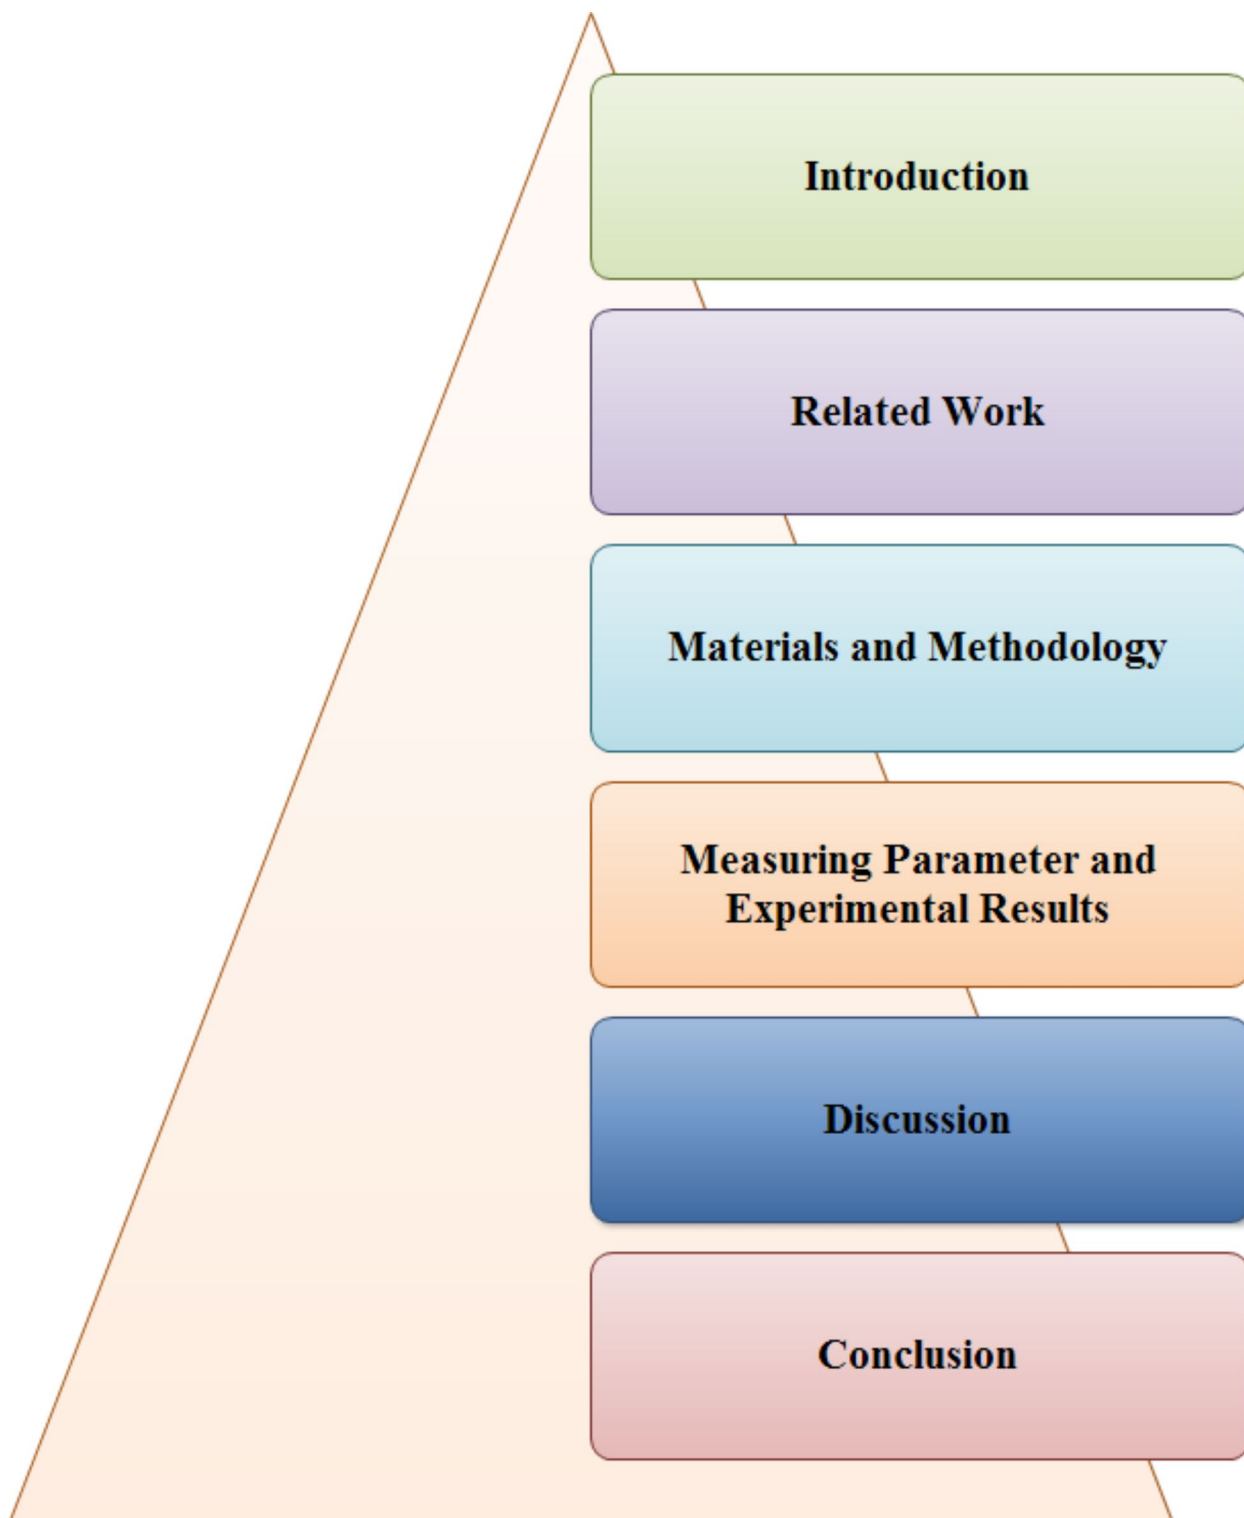 Introduction
Related Work
Materials and Methodology
Measuring Parameter and
Experimental Results
Discussion
Conclusion